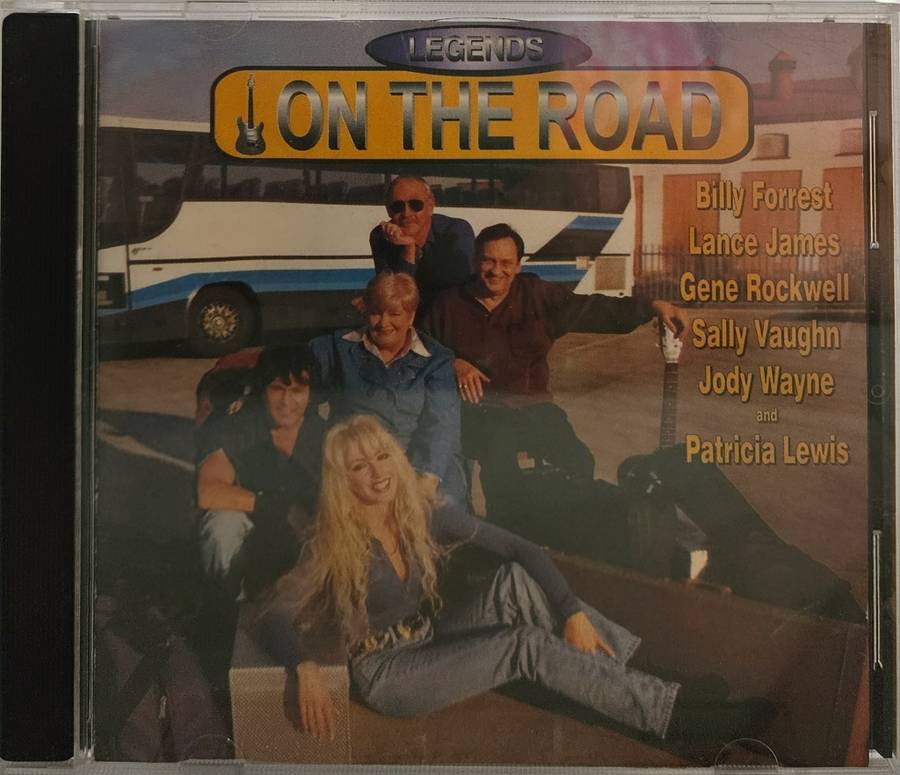 LEGENDS
ON THE ROAD
Billy Forrest
Lance James
Gene Rockwell
Sally Vaughn
Jody Wayne
and
Patricia Lewis